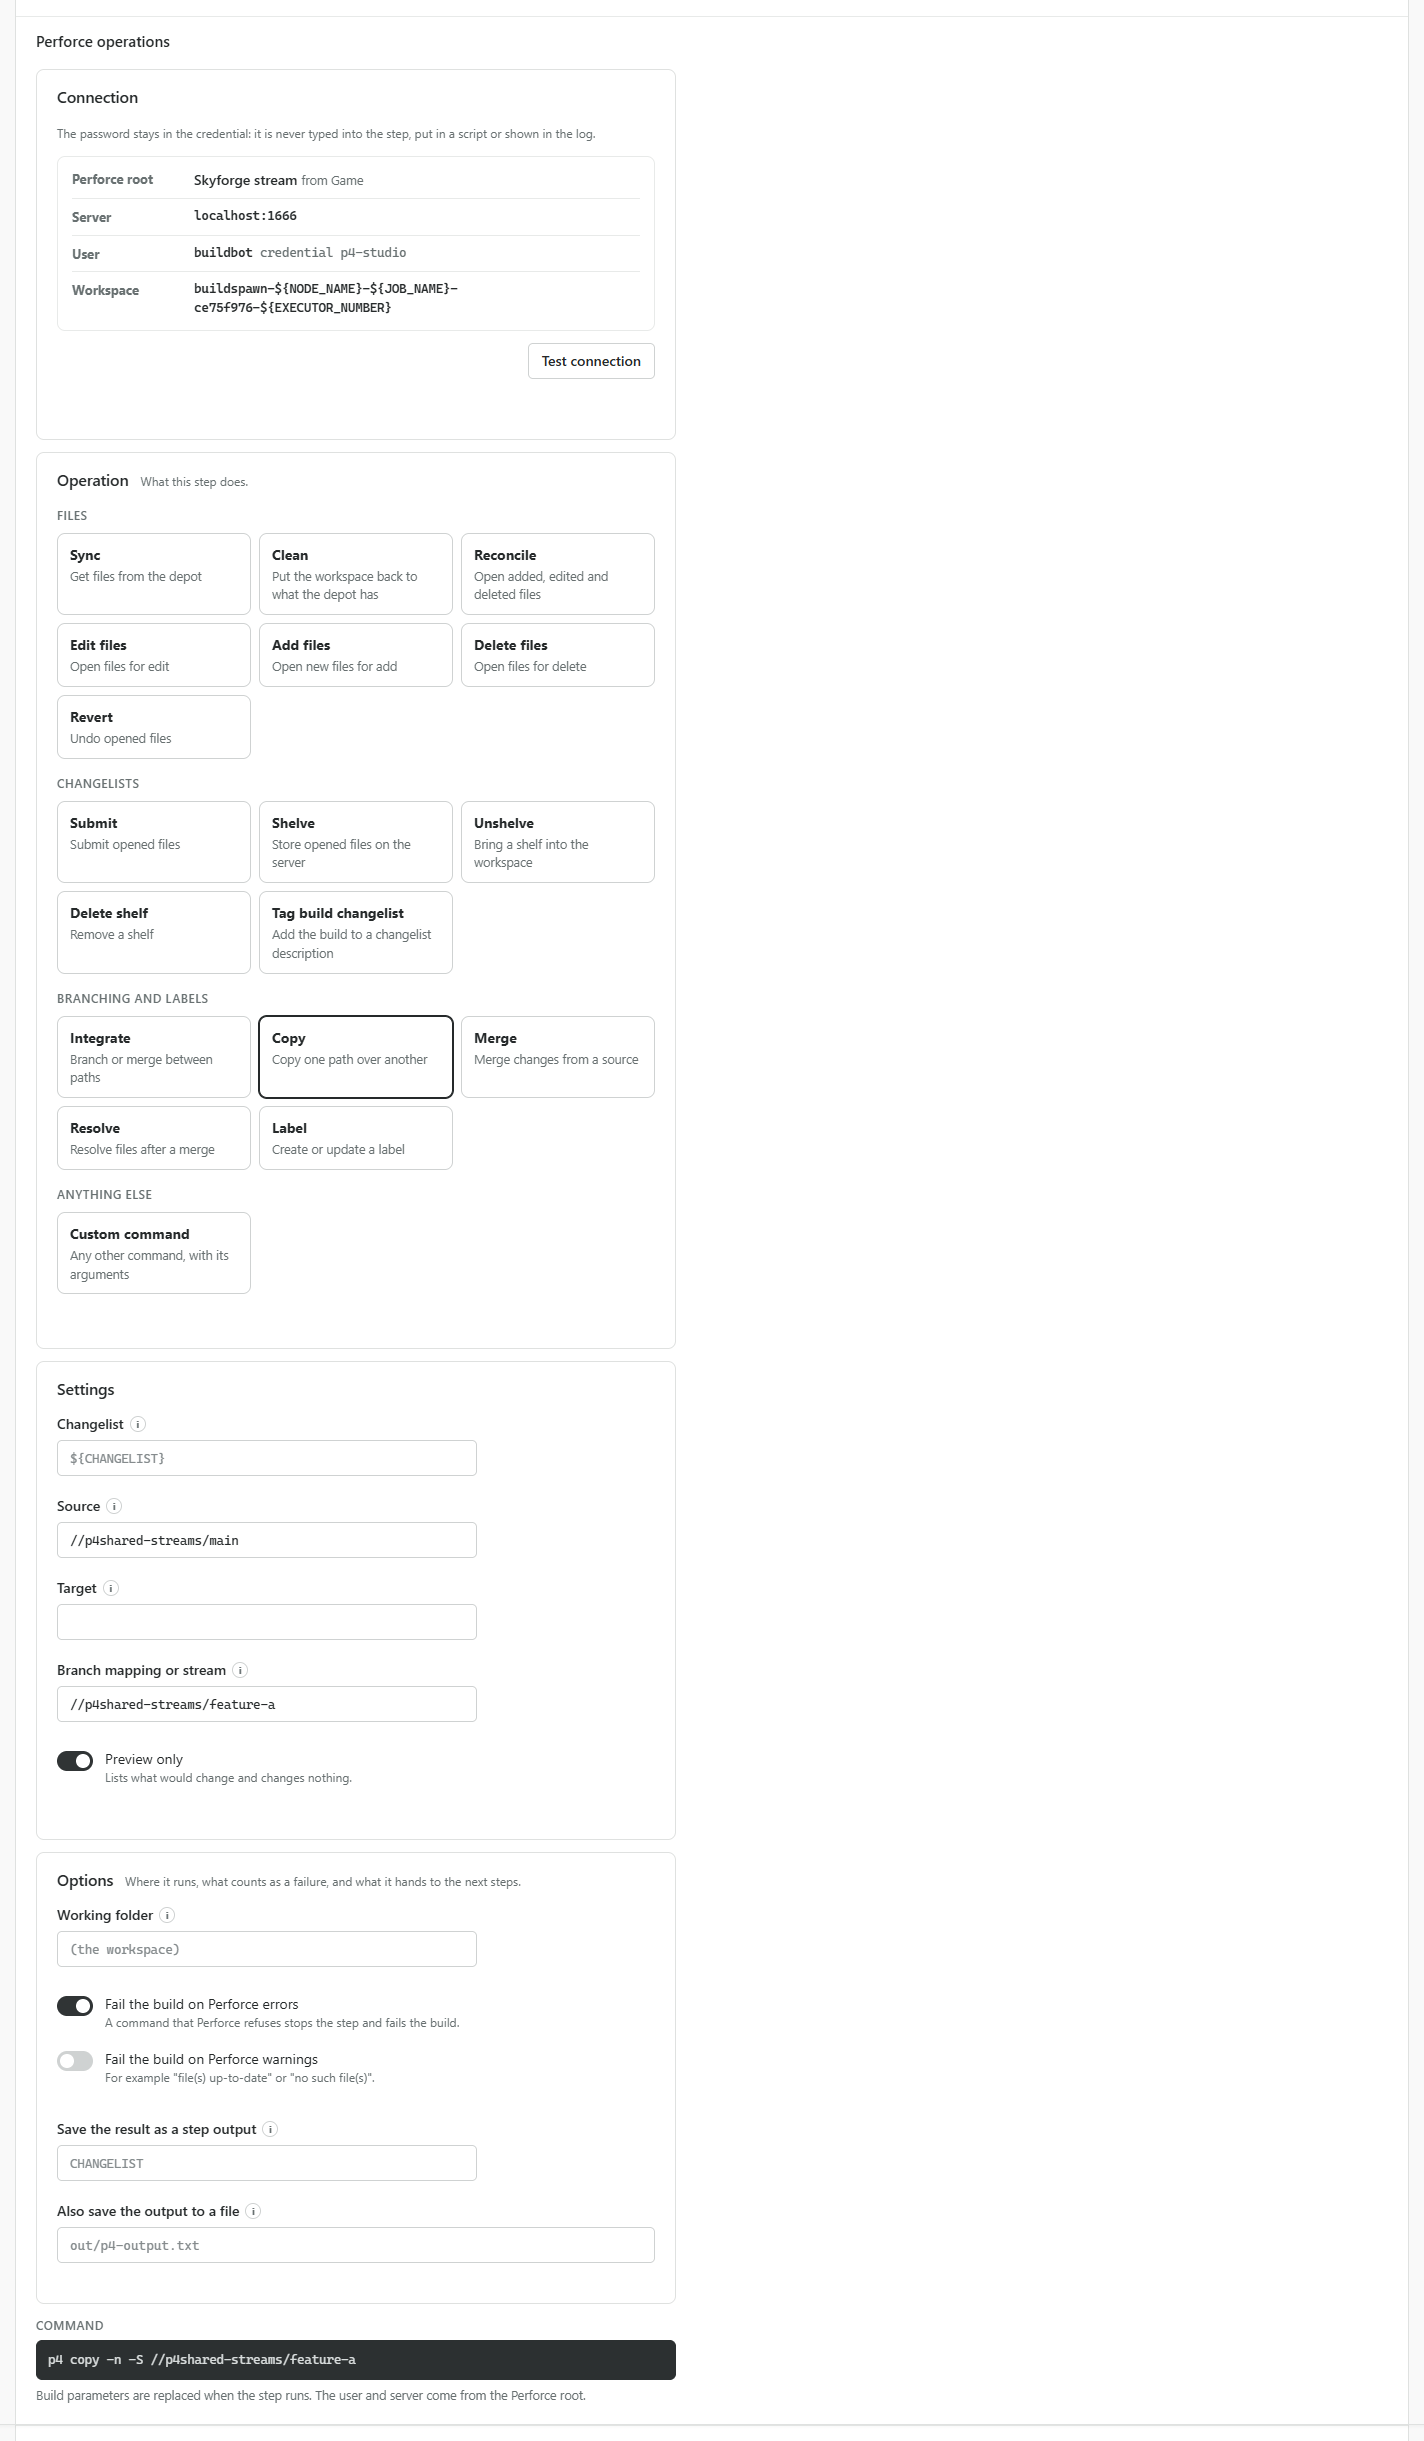 Perforce operations
Connection
The password stays in the credential: it is never typed into the step, put in a script or shown in the log.
Perforce root Skyforge stream from Game
Server localhost:1666
User buildbot credential p4-studio
Workspace buildspawn-${NODE_NAME}-${JOB_NAME}-
ce75f976-${EXECUTOR_NUMBER}
Test connection
Operation What this step does.
FILES
Sync
Get files from the depot
Clean
Put the workspace back to
what the depot has
Reconcile
Open added, edited and
deleted files
Edit files
Open files for edit
Add files
Open new files for add
Delete files
Open files for delete
Revert
Undo opened files
CHANGELISTS
Submit
Submit opened files
Shelve
Store opened files on the
server
Unshelve
Bring a shelf into the
workspace
Delete shelf
Remove a shelf
Tag build changelist
Add the build to a changelist
description
BRANCHING AND LABELS
Integrate
Branch or merge between
paths
Copy
Copy one path over another
Merge
Merge changes from a source
Resolve
Resolve files after a merge
Label
Create or update a label
ANYTHING ELSE
Custom command
Any other command, with its
arguments
Settings
Changelist i
${CHANGELIST}
Source i
//p4shared-streams/main
Target i
Branch mapping or stream i
//p4shared-streams/feature-a
Preview only
Lists what would change and changes nothing.
Options Where it runs, what counts as a failure, and what it hands to the next steps.
Working folder i
(the workspace)
Fail the build on Perforce errors
A command that Perforce refuses stops the step and fails the build.
Fail the build on Perforce warnings
For example "file(s) up-to-date" or "no such file(s)".
Save the result as a step output i
CHANGELIST
Also save the output to a file i
out/p4-output.txt
COMMAND
p4 copy -n -S //p4shared-streams/feature-a
Build parameters are replaced when the step runs. The user and server come from the Perforce root.